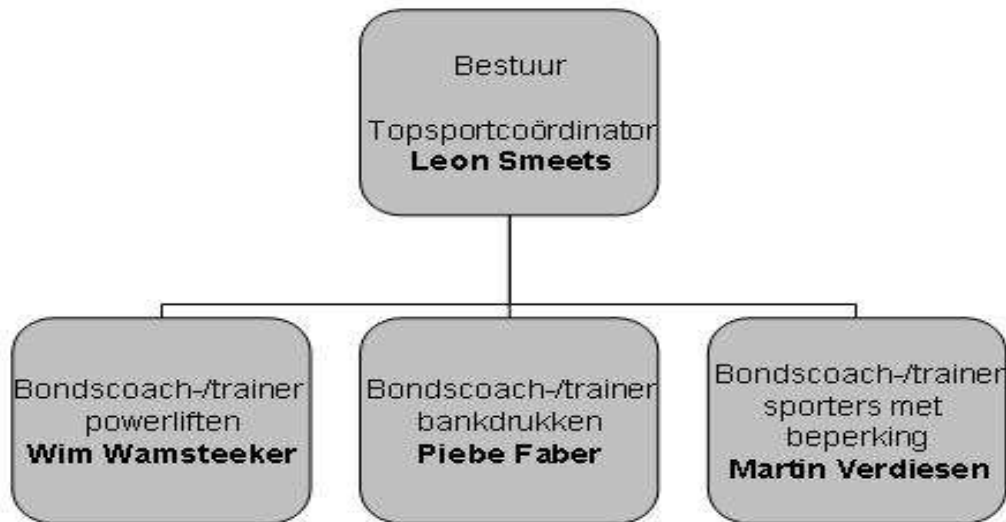 Bestuur
Topsportcoördinator
Leon Smeets
Bondscoach-/trainer
powerliften
Wim Wamsteeker
Bondscoach-/trainer
bankdrukken
Piebe Faber
Bondscoach-/trainer
sporters met
beperking
Martin Verdiesen